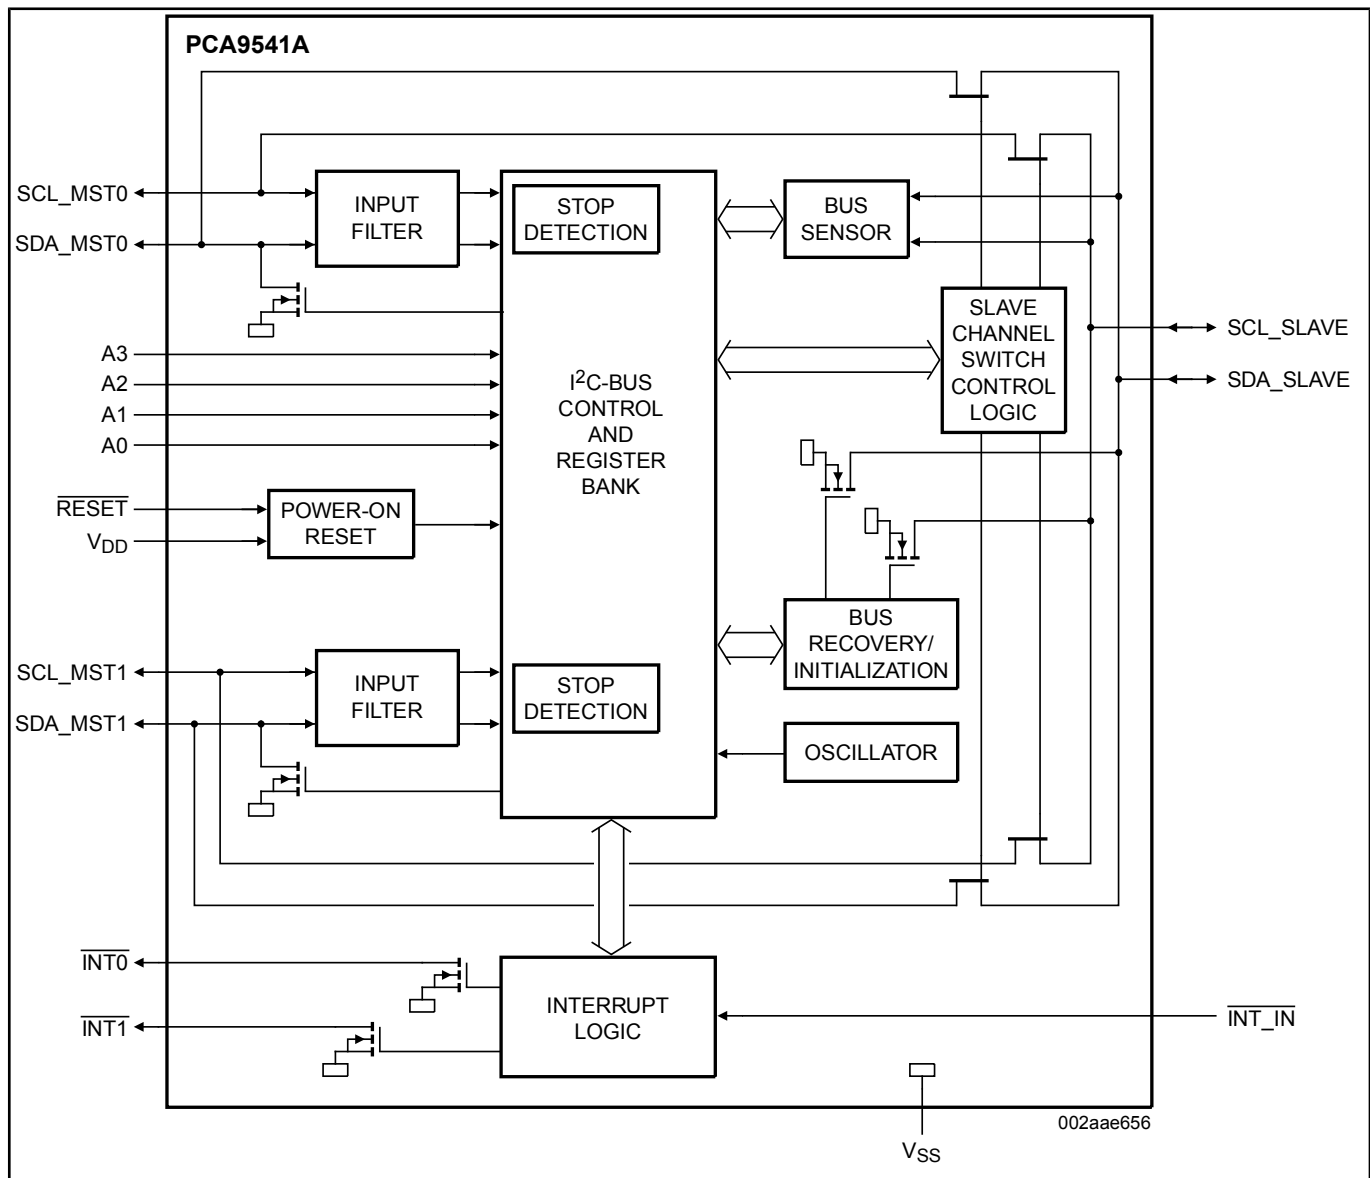 PCA9541A
SCL_MST0
SDA_MST0
INPUT
FILTER
STOP
DETECTION
BUS
SENSOR
A3
A2
A1
A0
I²C-BUS
CONTROL
AND
REGISTER
BANK
SLAVE
CHANNEL
SWITCH
CONTROL
LOGIC
SCL_SLAVE
SDA_SLAVE
RESET
VDD
POWER-ON
RESET
BUS
RECOVERY/
INITIALIZATION
SCL_MST1
SDA_MST1
INPUT
FILTER
STOP
DETECTION
OSCILLATOR
INT0
INT1
INTERRUPT
LOGIC
INT_IN
VSS
002aae656